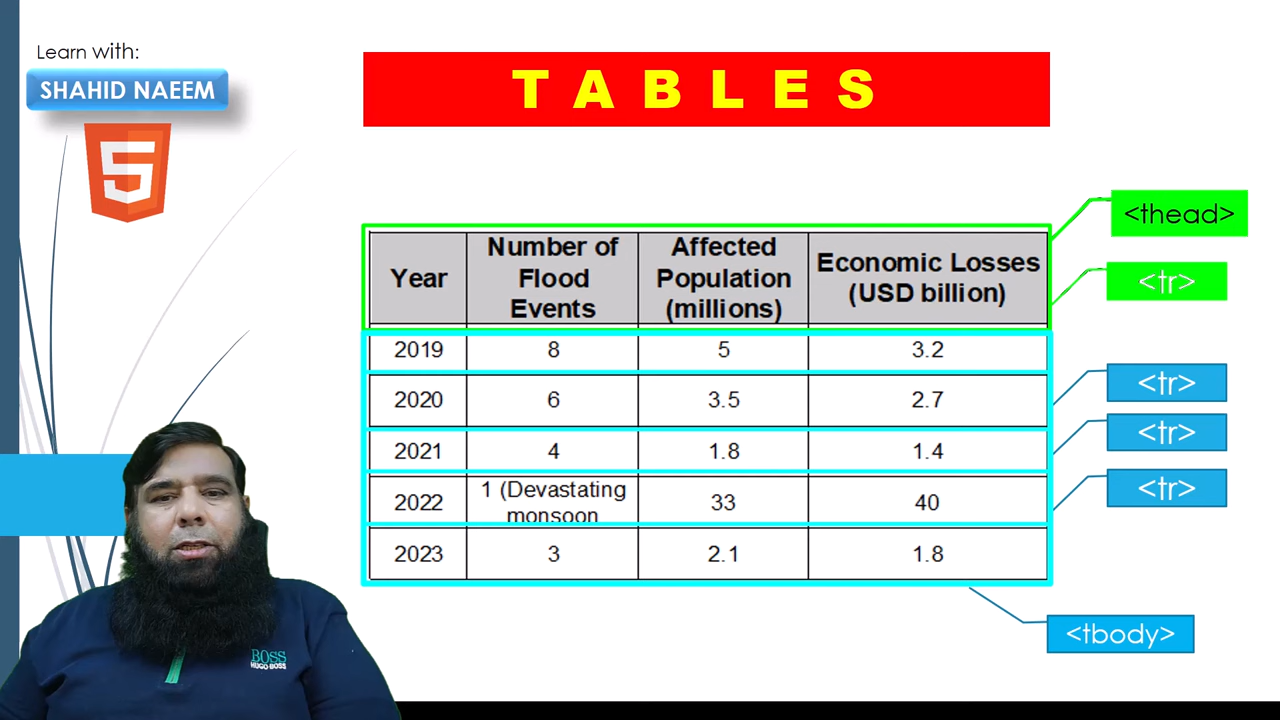 Learn with:
SHAHID NAEEM
5
TABLES
<thead>
<tr>
Year
Number of
Flood
Events
Affected
Population
(millions)
Economic Losses
(USD billion)
2019 8 5 3.2
2020 6 3.5 2.7
<tr>
2021 4 1.8 1.4
<tr>
2022 1 (Devastating 33 40
monsoon
<tr>
2023 3 2.1 1.8
<tbody>
BOSS
HUGO BOSS